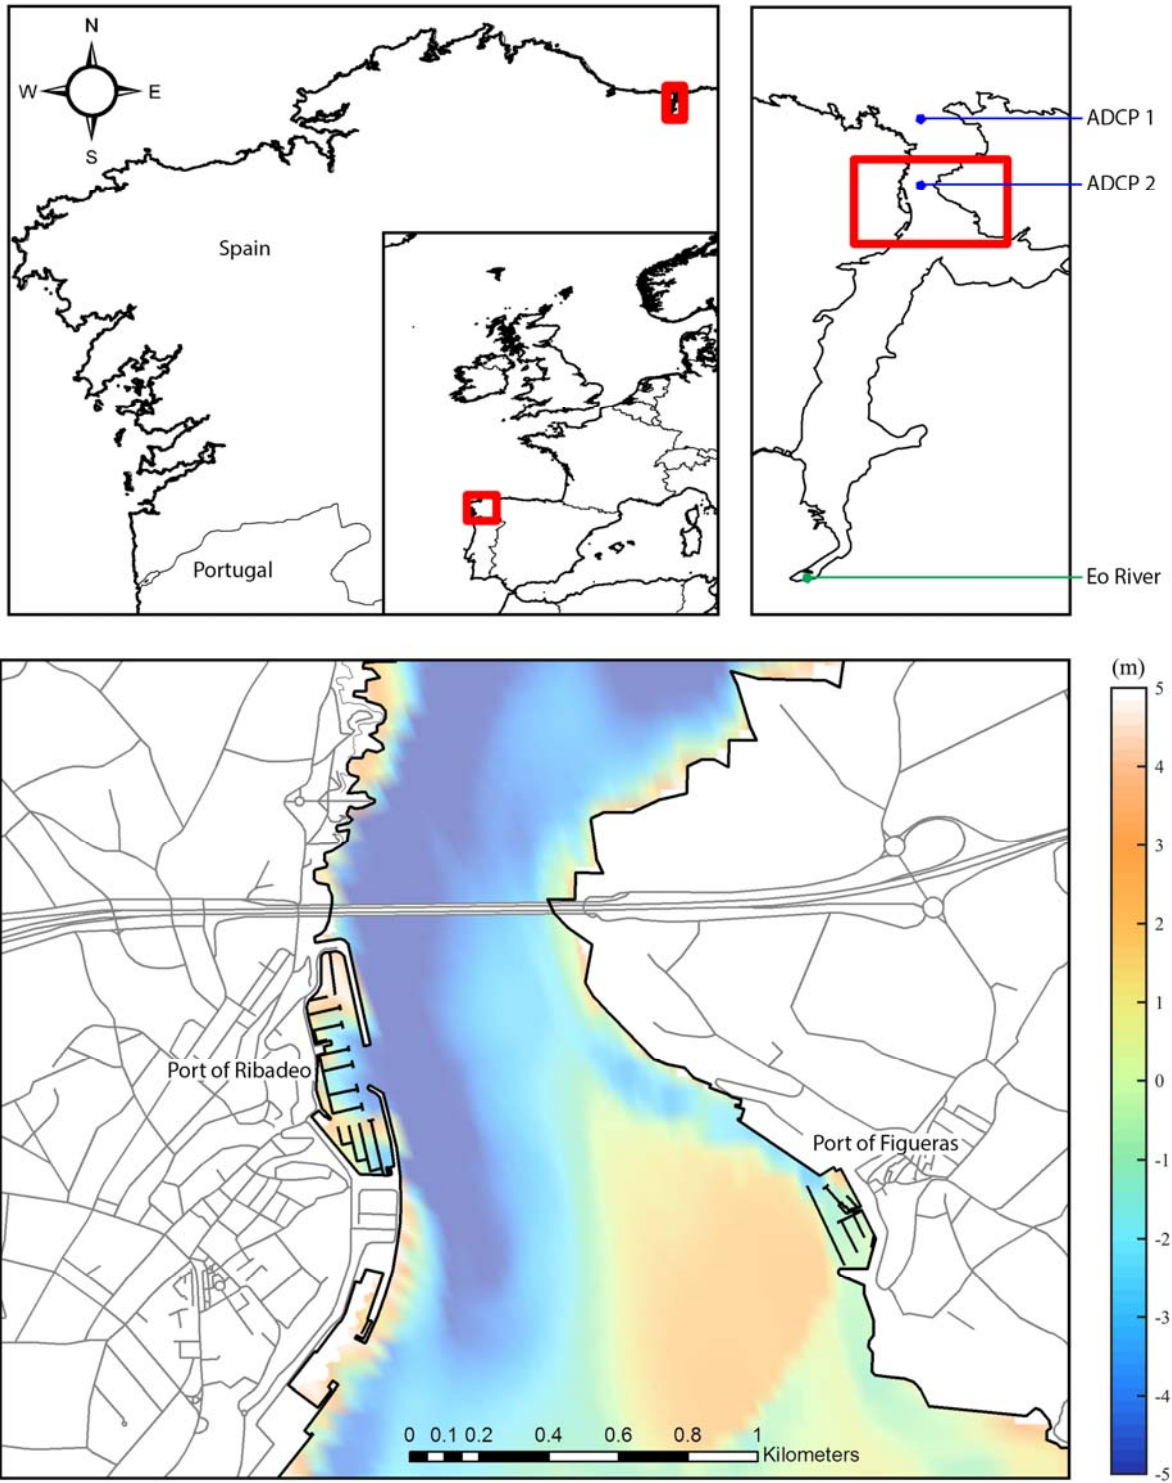 N
W E
S
Spain
Portugal
ADCP 1
ADCP 2
Eo River
(m)
5
4
3
2
1
0
-1
-2
-3
-4
-5
Port of Ribadeo
Port of Figueras
0 0.1 0.2 0.4 0.6 0.8 1
Kilometers